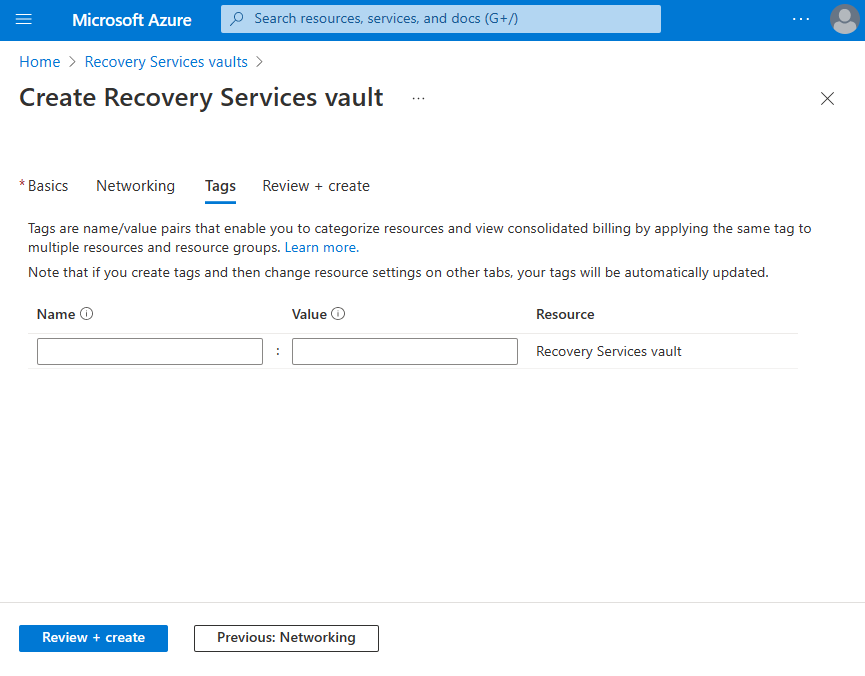 Microsoft Azure
Search resources, services, and docs (G+/)
Home > Recovery Services vaults >
Create Recovery Services vault ...
* Basics Networking Tags Review + create
Tags are name/value pairs that enable you to categorize resources and view consolidated billing by applying the same tag to
multiple resources and resource groups. Learn more.
Note that if you create tags and then change resource settings on other tabs, your tags will be automatically updated.
Name Value Resource
: Recovery Services vault
Review + create Previous: Networking